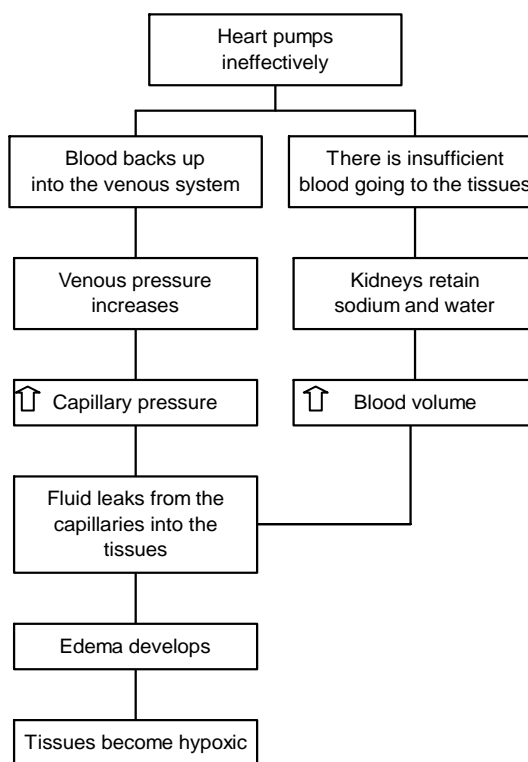 Heart pumps
ineffectively
Blood backs up
into the venous system
There is insufficient
blood going to the tissues
Venous pressure
increases
Kidneys retain
sodium and water
Capillary pressure
Blood volume
Fluid leaks from the
capillaries into the
tissues
Edema develops
Tissues become hypoxic